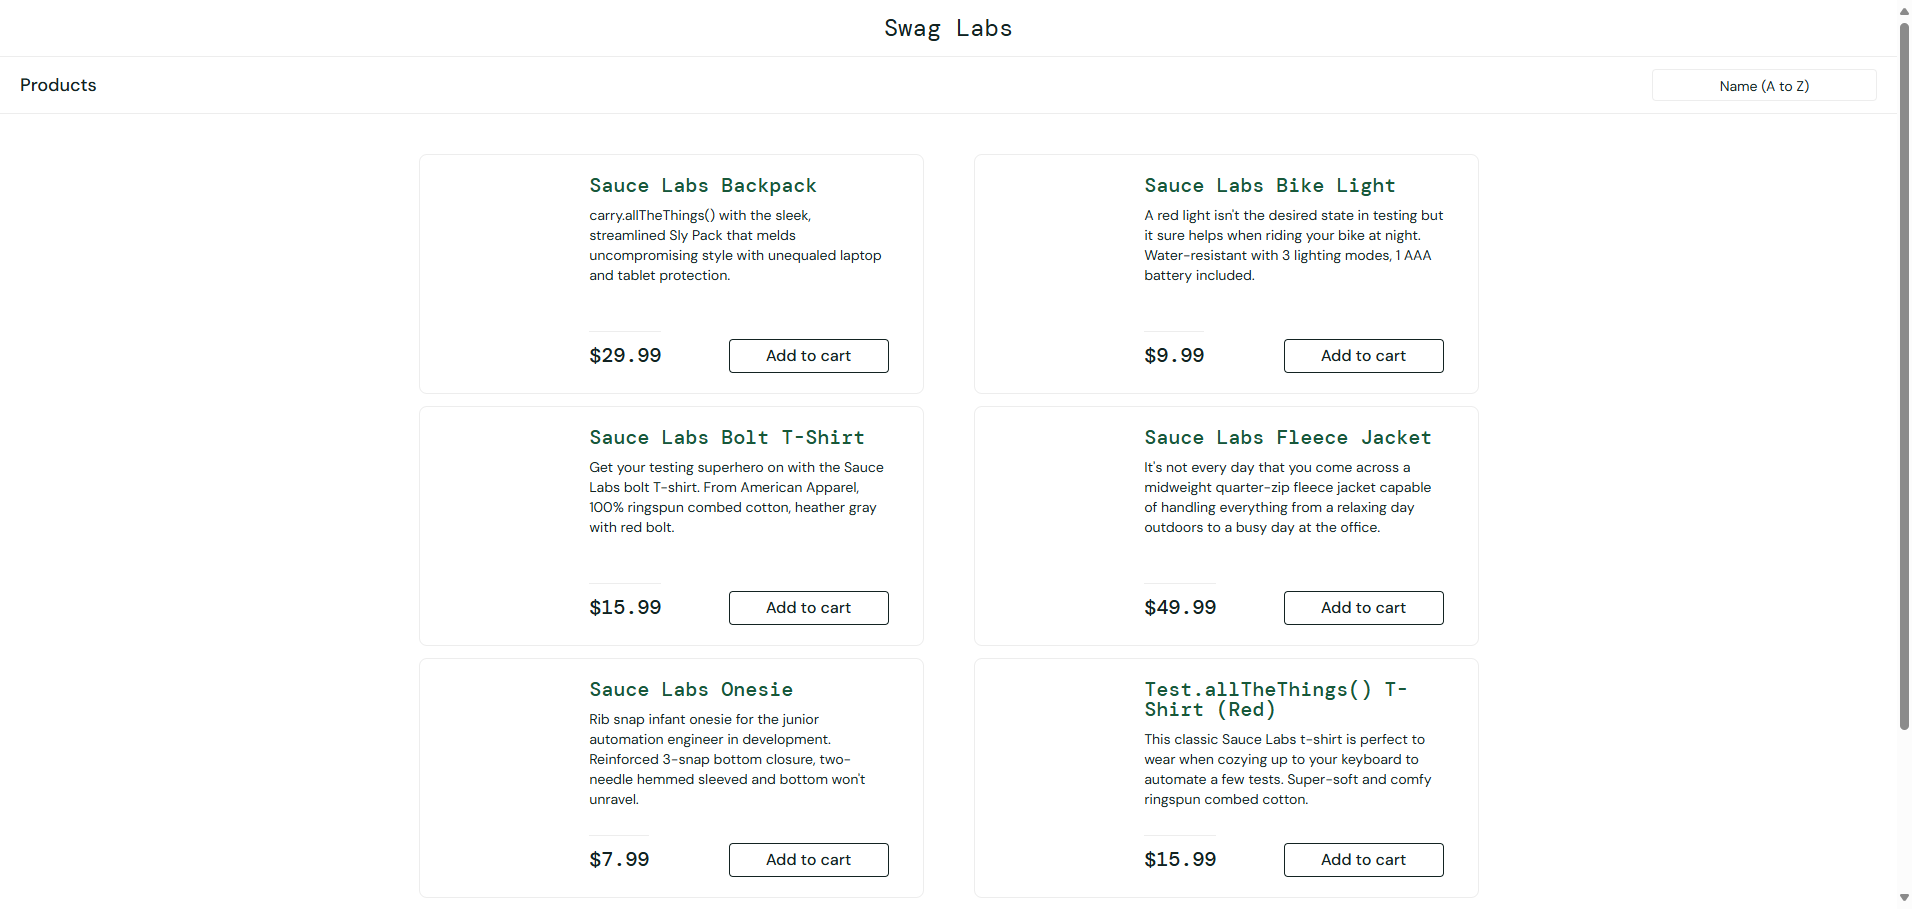 Swag Labs
Products
Name (A to Z)
Sauce Labs Backpack
carry.allTheThings() with the sleek,
streamlined Sly Pack that melds
uncompromising style with unequaled laptop
and tablet protection.
$29.99
Add to cart
Sauce Labs Bike Light
A red light isn't the desired state in testing but
it sure helps when riding your bike at night.
Water-resistant with 3 lighting modes, 1 AAA
battery included.
$9.99
Add to cart
Sauce Labs Bolt T-Shirt
Get your testing superhero on with the Sauce
Labs bolt T-shirt. From American Apparel,
100% ringspun combed cotton, heather gray
with red bolt.
$15.99
Add to cart
Sauce Labs Fleece Jacket
It's not every day that you come across a
midweight quarter-zip fleece jacket capable
of handling everything from a relaxing day
outdoors to a busy day at the office.
$49.99
Add to cart
Sauce Labs Onesie
Rib snap infant onesie for the junior
automation engineer in development.
Reinforced 3-snap bottom closure, two-
needle hemmed sleeved and bottom won't
unravel.
$7.99
Add to cart
Test.allTheThings() T-
Shirt (Red)
This classic Sauce Labs t-shirt is perfect to
wear when cozying up to your keyboard to
automate a few tests. Super-soft and comfy
ringspun combed cotton.
$15.99
Add to cart